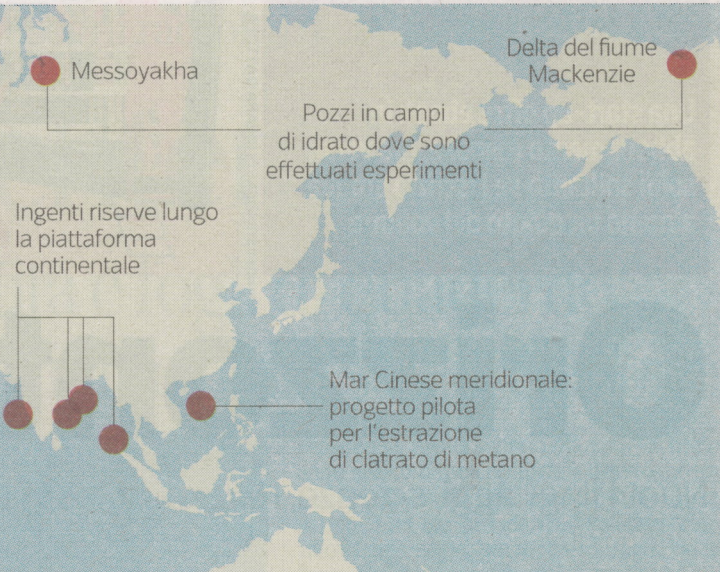 Messoyakha
Delta del fiume
Mackenzie
Pozzi in campi
di idrato dove sono
effettuati esperimenti
Ingenti riserve lungo
la piattaforma
continentale
Mar Cinese meridionale:
progetto pilota
per l'estrazione
di clatrato di metano